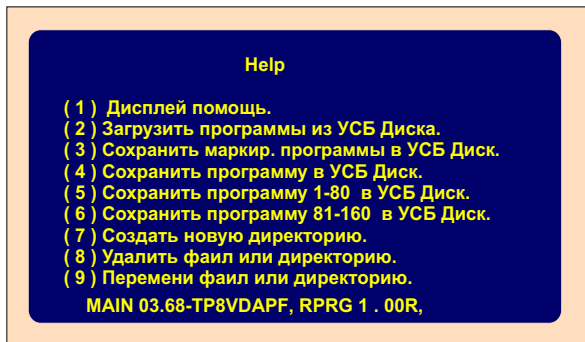 Help
( 1 ) Дисплей помощь.
( 2 ) Загрузить программы из УСБ Диска.
( 3 ) Сохранить маркир. программы в УСБ Диск.
( 4 ) Сохранить программу в УСБ Диск.
( 5 ) Сохранить программу 1-80 в УСБ Диск.
( 6 ) Сохранить программу 81-160 в УСБ Диск.
( 7 ) Создать новую директорию.
( 8 ) Удалить фаил или директорию.
( 9 ) Перемени фаил или директорию.
MAIN 03.68-TP8VDAPF, RPRG 1 . 00R,